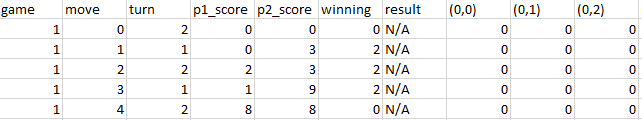 game move turn p1_score p2_score winning result (0,0) (0,1) (0,2)
1 0 2 0 0 0 N/A 0 0 0
1 1 1 0 3 2 N/A 0 0 0
1 2 2 2 3 2 N/A 0 0 0
1 3 1 1 9 2 N/A 0 0 0
1 4 2 8 8 0 N/A 0 0 0